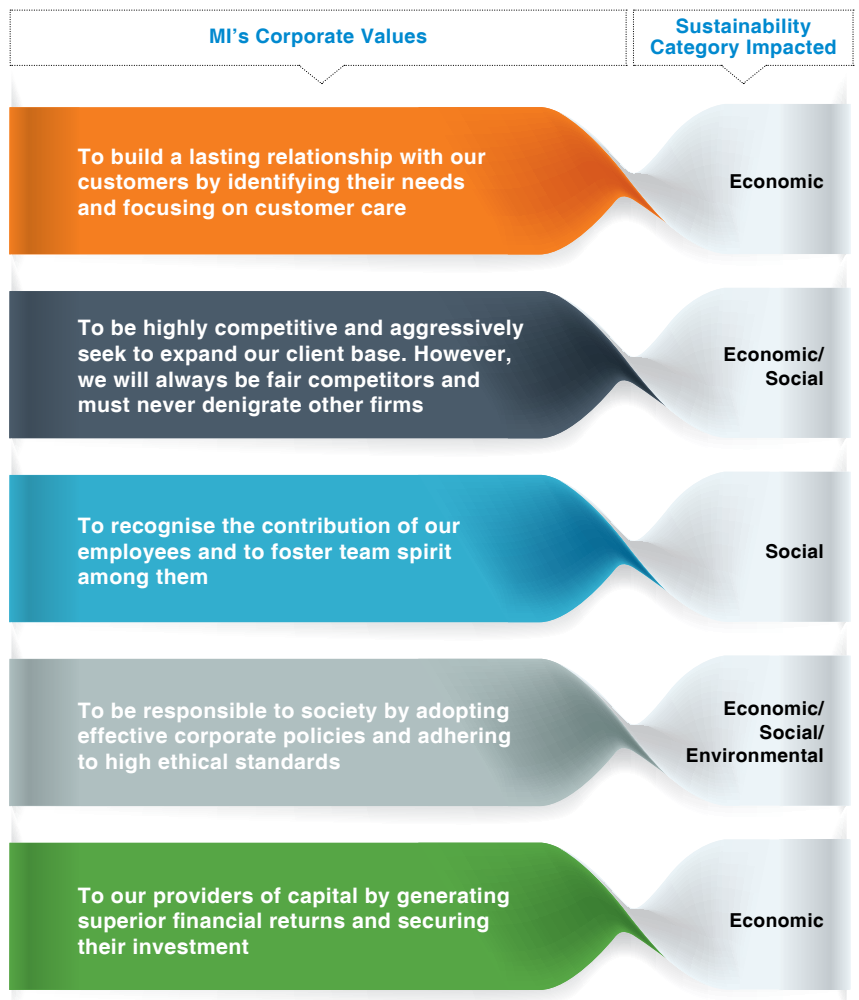 MI’s Corporate Values
Sustainability
Category Impacted
To build a lasting relationship with our
customers by identifying their needs
and focusing on customer care
Economic
To be highly competitive and aggressively
seek to expand our client base. However,
we will always be fair competitors and
must never denigrate other firms
Economic/
Social
To recognise the contribution of our
employees and to foster team spirit
among them
Social
To be responsible to society by adopting
effective corporate policies and adhering
to high ethical standards
Economic/
Social/
Environmental
To our providers of capital by generating
superior financial returns and securing
their investment
Economic